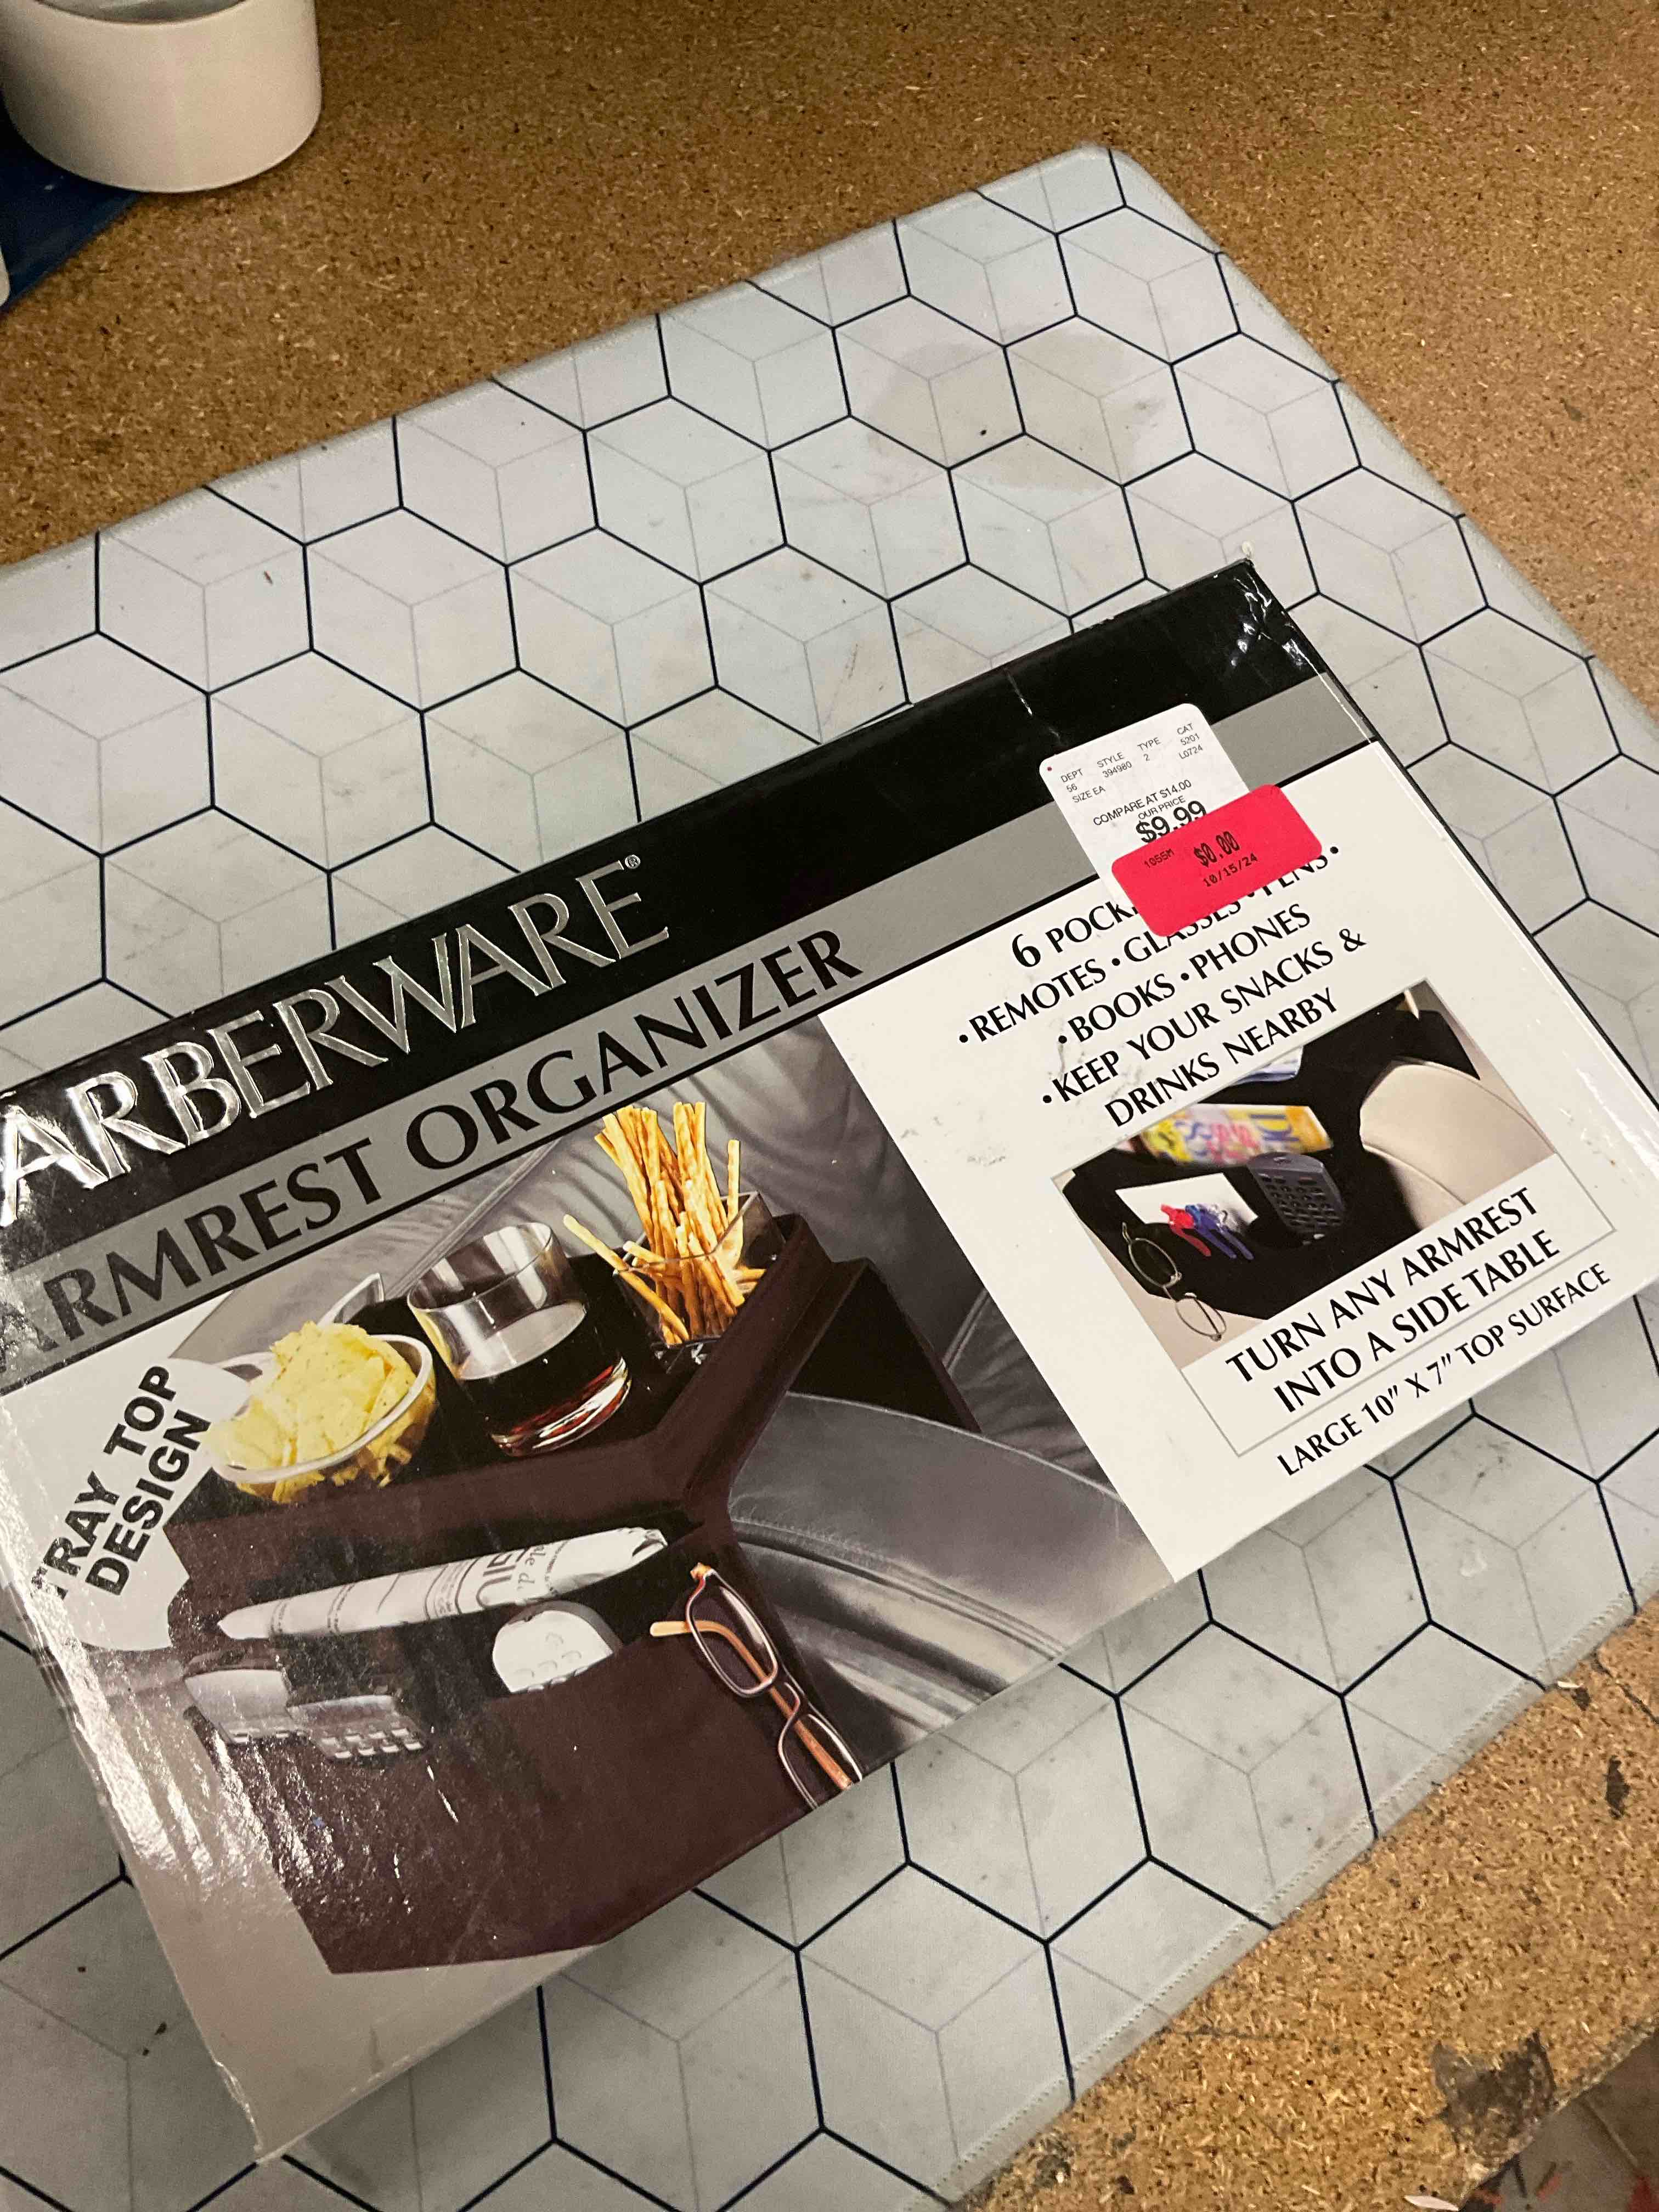 ARBERWARE®
ARMREST ORGANIZER
TRAY TOP
DESIGN
DEPT STYLE TYPE CAT
56 394980 2 5201
SIZE EA L0724
COMPARE AT $14.00
OUR PRICE
$9.99
1055M $0.00
10/15/24
6 POCK
• REMOTES • GLASSES • PENS •
• BOOKS • PHONES
• KEEP YOUR SNACKS &
DRINKS NEARBY
TURN ANY ARMREST
INTO A SIDE TABLE
LARGE 10" X 7" TOP SURFACE